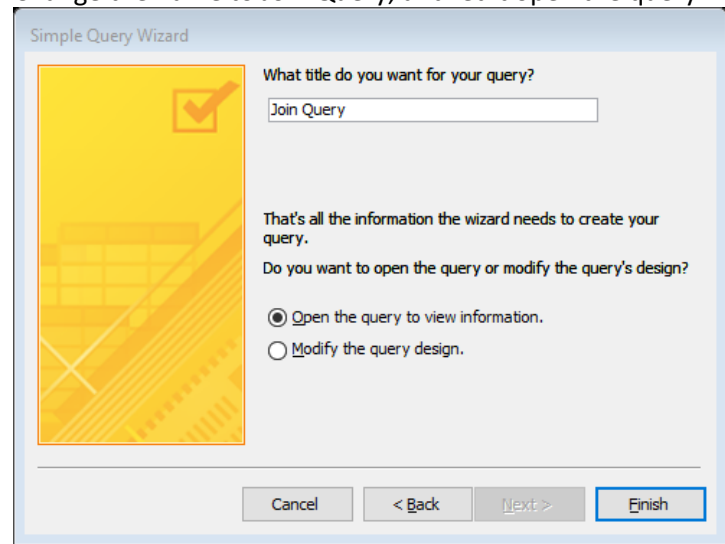 Simple Query Wizard
What title do you want for your query?
Join Query
That's all the information the wizard needs to create your
query.
Do you want to open the query or modify the query's design?
Open the query to view information.
Modify the query design.
Cancel
< Back
Next >
Finish